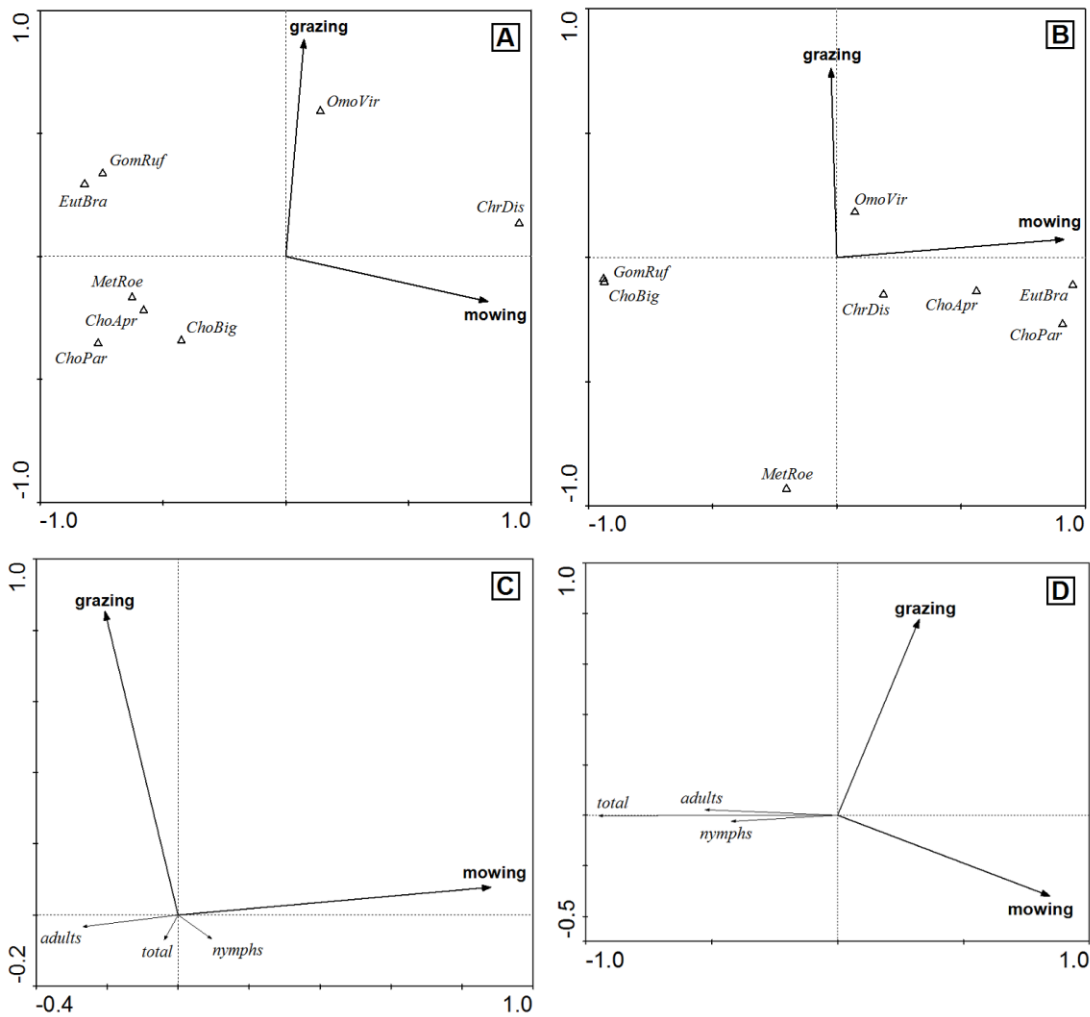 1.0
grazing
A
OmoVir
GomRuf
EutBra
ChrDis
MetRoe
ChoApr
ChoBig
mowing
ChoPar
-1.0
-1.0
1.0
1.0
grazing
B
OmoVir
mowing
GomRuf
ChoBig
ChrDis
ChoApr
EutBra
ChoPar
MetRoe
-1.0
-1.0
1.0
1.0
grazing
C
mowing
adults
total
nymphs
-0.2
-0.4
1.0
1.0
grazing
D
total
adults
nymphs
mowing
-0.5
-1.0
1.0